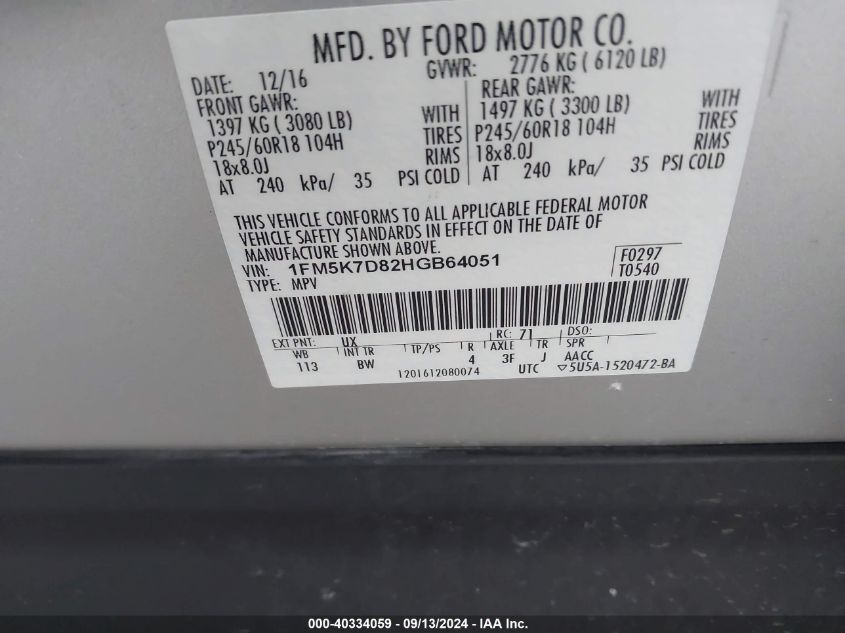 MFD. BY FORD MOTOR CO.
DATE: 12/16 GVWR: 2776 KG ( 6120 LB)
FRONT GAWR: REAR GAWR:
1397 KG ( 3080 LB) WITH 1497 KG ( 3300 LB) WITH
P245/60R18 104H TIRES P245/60R18 104H TIRES
18x8.0J RIMS 18x8.0J RIMS
AT 240 kPa/ 35 PSI COLD AT 240 kPa/ 35 PSI COLD
THIS VEHICLE CONFORMS TO ALL APPLICABLE FEDERAL MOTOR
VEHICLE SAFETY STANDARDS IN EFFECT ON THE DATE OF
MANUFACTURE SHOWN ABOVE.
VIN: 1FM5K7D82HGB64051 F0297
TYPE: MPV T0540
EXT PNT: UX RC: 71 DSO:
WB INT TR TP/PS R AXLE TR SPR
113 BW 4 3F J AACC
1201612080074 UTC ▽5U5A-1520472-BA
000-40334059 - 09/13/2024 - IAA Inc.